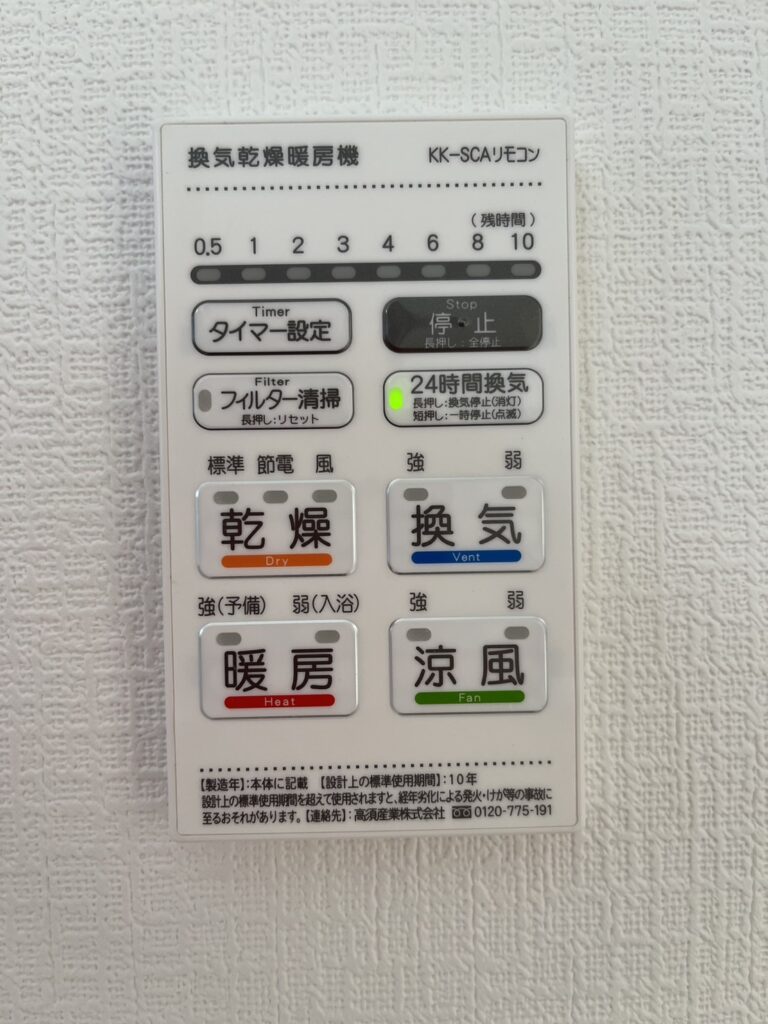 換気乾燥暖房機 KK-SCAリモコン
(残時間)
0.5 1 2 3 4 6 8 10
Timer
タイマー設定
Stop
停・止
長押し:全停止
Filter
フィルター清掃
長押し:リセット
24時間換気
長押し:換気停止(消灯)
短押し:一時停止(点滅)
標準 節電 風
乾燥
Dry
強 弱
換気
Vent
強(予備) 弱(入浴)
暖房
Heat
強 弱
涼風
Fan
【製造年】:本体に記載 【設計上の標準使用期間】:10年
設計上の標準使用期間を超えて使用されますと、経年劣化による発火・けが等の事故に
至るおそれがあります。【連絡先】:高須産業株式会社 0120-775-191